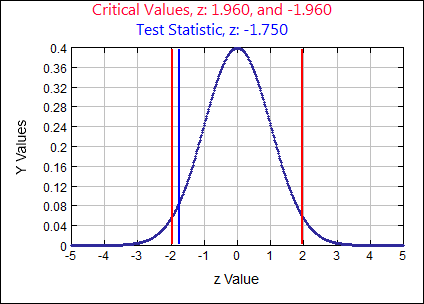 Critical Values, z: 1.960, and -1.960
Test Statistic, z: -1.750
Y Values
0.4
0.36
0.32
0.28
0.24
0.2
0.16
0.12
0.08
0.04
0
-5 -4 -3 -2 -1 0 1 2 3 4 5
z Value